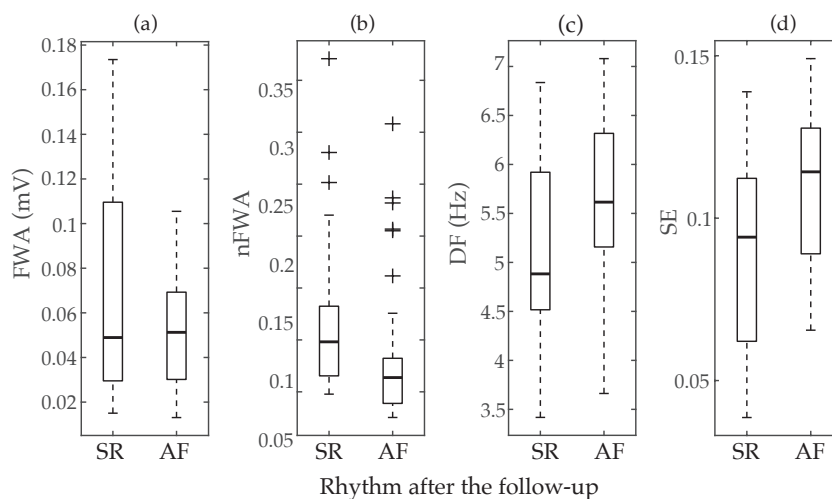 (a)
(b)
(c)
(d)
0.18
0.16
0.14
0.12
0.1
0.08
0.06
0.04
0.02
FWA (mV)
SR AF
0.35
0.3
0.25
0.2
0.15
0.1
0.05
nFWA
SR AF
7
6.5
6
5.5
5
4.5
4
3.5
DF (Hz)
SR AF
0.15
0.1
0.05
SE
SR AF
Rhythm after the follow-up